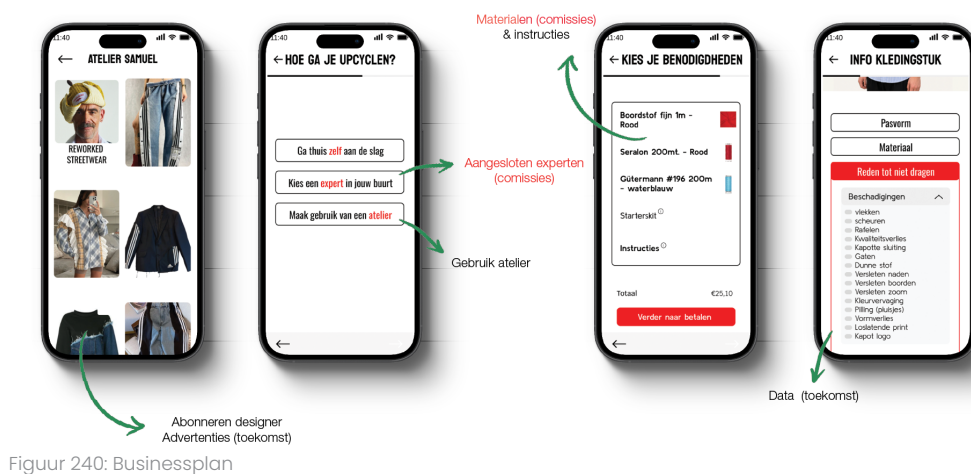 Materialen (comissies)
& instructies
11:40
← ATELIER SAMUEL
REWORKED
STREETWEAR
Abonneren designer
Advertenties (toekomst)
11:40
← HOE GA JE UPCYCLEN?
Ga thuis zelf aan de slag
Kies een expert in jouw buurt
Maak gebruik van een atelier
←
Aangesloten experten
(comissies)
Gebruik atelier
11:40
← KIES JE BENODIGDHEDEN
Boordstof fijn 1m -
Rood
Seralon 200mt. - Rood
Gütermann #196 200m
- waterblauw
Starterskit
Instructies
Totaal €25,10
Verder naar betalen
←
11:40
← INFO KLEDINGSTUK
Pasvorm
Materiaal
Reden tot niet dragen
Beschadigingen
vlekken
scheuren
Rafelen
Kwaliteitsverlies
Kapotte sluiting
Gaten
Dunne stof
Versleten naden
Versleten boorden
Versleten zoom
Kleurvervaging
Pilling (pluisjes)
Vormverlies
Loslatende print
Kapot logo
Data (toekomst)
Figuur 240: Businessplan